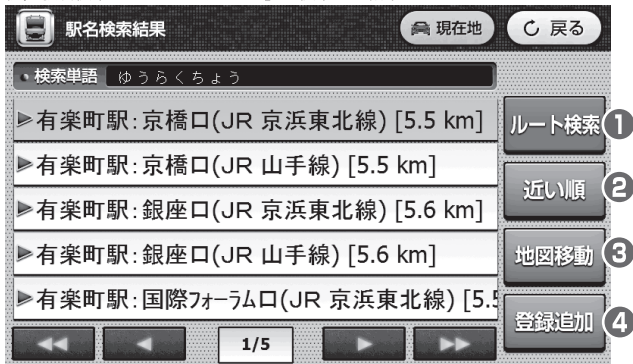 駅名検索結果
現在地
戻る
検索単語 ゆうらくちょう
有楽町駅:京橋口(JR 京浜東北線) [5.5 km]
有楽町駅:京橋口(JR 山手線) [5.5 km]
有楽町駅:銀座口(JR 京浜東北線) [5.6 km]
有楽町駅:銀座口(JR 山手線) [5.6 km]
有楽町駅:国際フォーラム口(JR 京浜東北線) [5.5
ルート検索 1
近い順 2
地図移動 3
登録追加 4
1/5